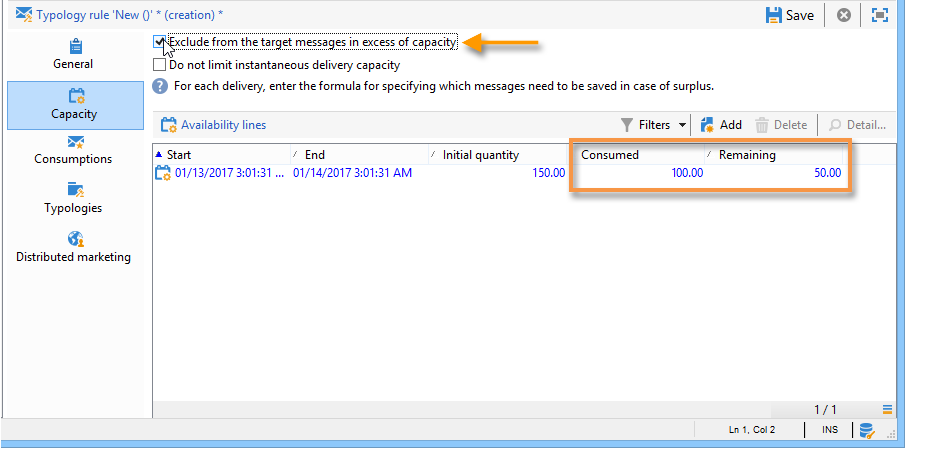 Typology rule 'New ()' * (creation) *
Save
General
Capacity
Consumptions
Typologies
Distributed marketing
Exclude from the target messages in excess of capacity
Do not limit instantaneous delivery capacity
For each delivery, enter the formula for specifying which messages need to be saved in case of surplus.
Availability lines
Filters Add Delete Detail...
Start End Initial quantity Consumed Remaining
01/13/2017 3:01:31 ... 01/14/2017 3:01:31 AM 150.00 100.00 50.00
1 / 1
Ln 1, Col 2 INS